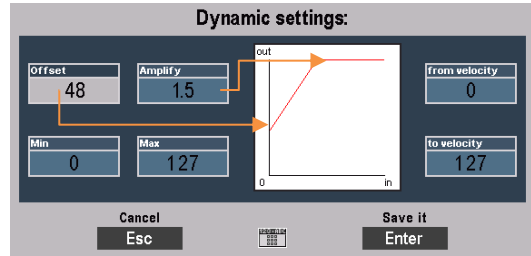 Dynamic settings:
Offset
48
Amplify
1.5
out
0
in
from velocity
0
Min
0
Max
127
to velocity
127
Cancel
Esc
Save it
Enter